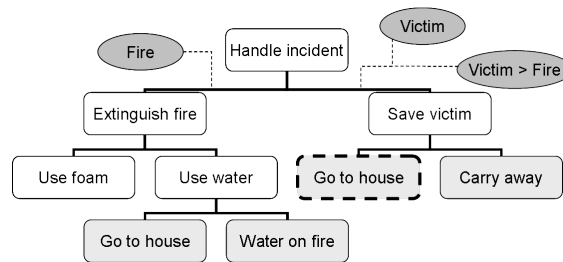 Victim
Fire
Handle incident
Victim > Fire
Extinguish fire
Save victim
Use foam
Use water
Go to house
Carry away
Go to house
Water on fire